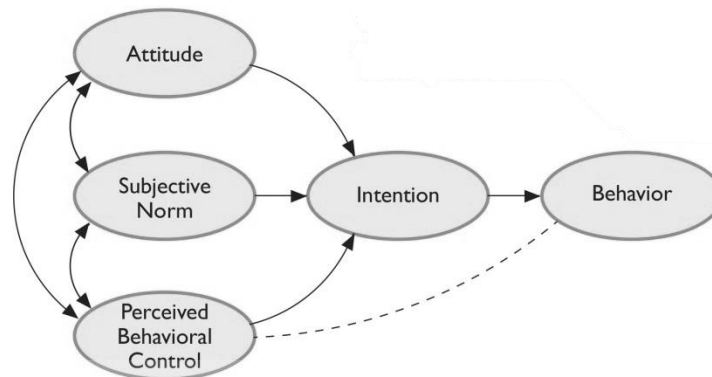 Attitude
Subjective
Norm
Intention
Behavior
Perceived
Behavioral
Control